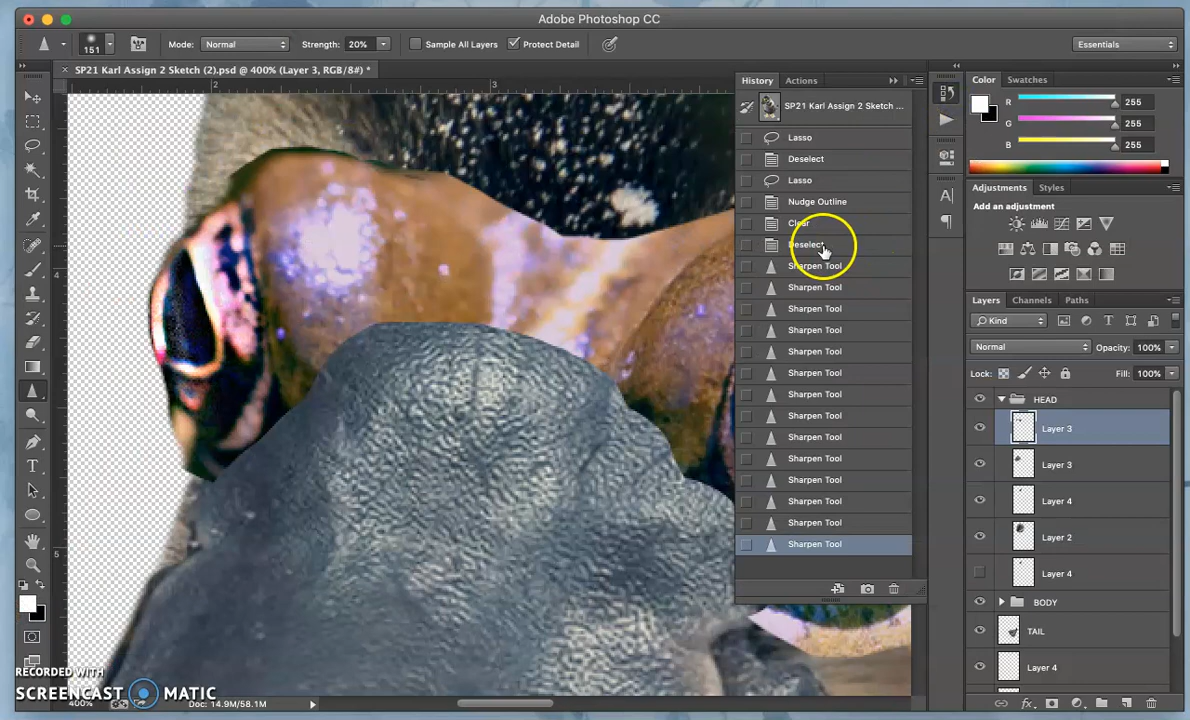 Adobe Photoshop CC
151 Mode: Normal Strength: 20% Sample All Layers Protect Detail Essentials
SP21 Karl Assign 2 Sketch (2).psd @ 400% (Layer 3, RGB/8#) *
2 3
4
5
History Actions
SP21 Karl Assign 2 Sketch ...
Lasso
Deselect
Lasso
Nudge Outline
Clear
Deselect
Sharpen Tool
Sharpen Tool
Sharpen Tool
Sharpen Tool
Sharpen Tool
Sharpen Tool
Sharpen Tool
Sharpen Tool
Sharpen Tool
Sharpen Tool
Sharpen Tool
Sharpen Tool
Sharpen Tool
Sharpen Tool
Color Swatches
R 255
G 255
B 255
Adjustments Styles
Add an adjustment
Layers Channels Paths
Kind
Normal Opacity: 100%
Lock: Fill: 100%
HEAD
Layer 3
Layer 3
Layer 4
Layer 2
Layer 4
BODY
TAIL
Layer 4
RECORDED WITH
SCREENCAST MATIC
400% Doc: 14.9M/58.1M